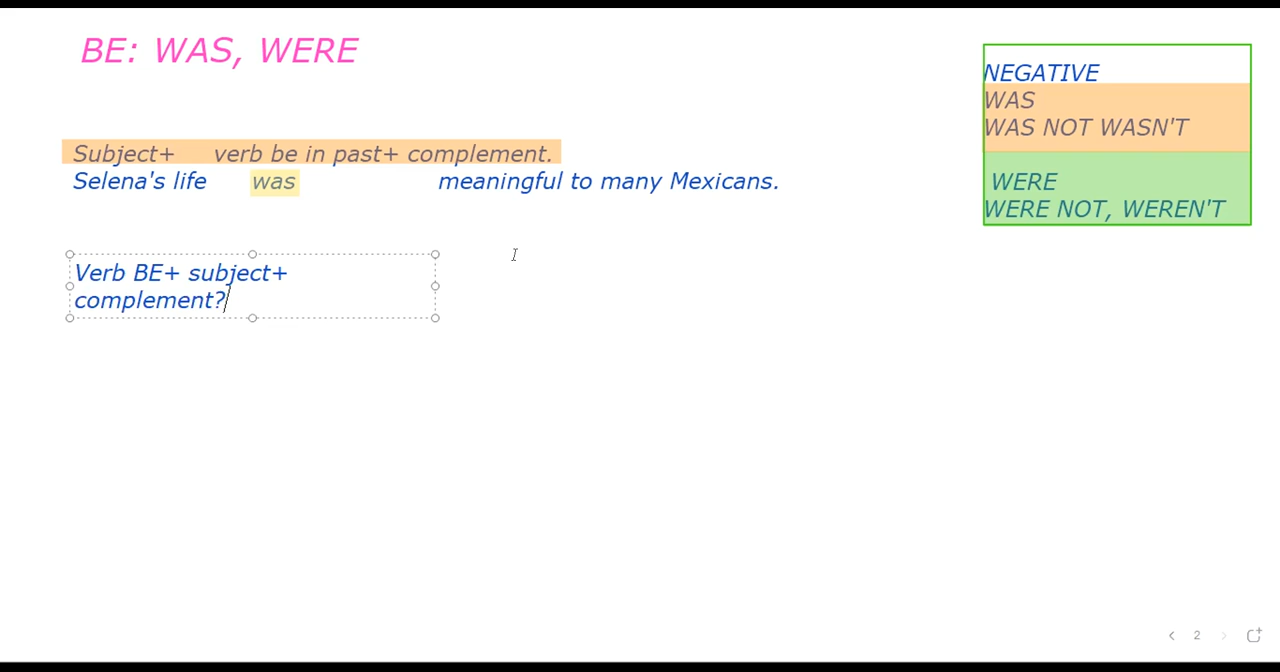 BE: WAS, WERE
NEGATIVE
WAS
WAS NOT WASN'T
WERE
WERE NOT, WEREN'T
Subject+ verb be in past+ complement.
Selena's life was meaningful to many Mexicans.
Verb BE+ subject+
complement?
2